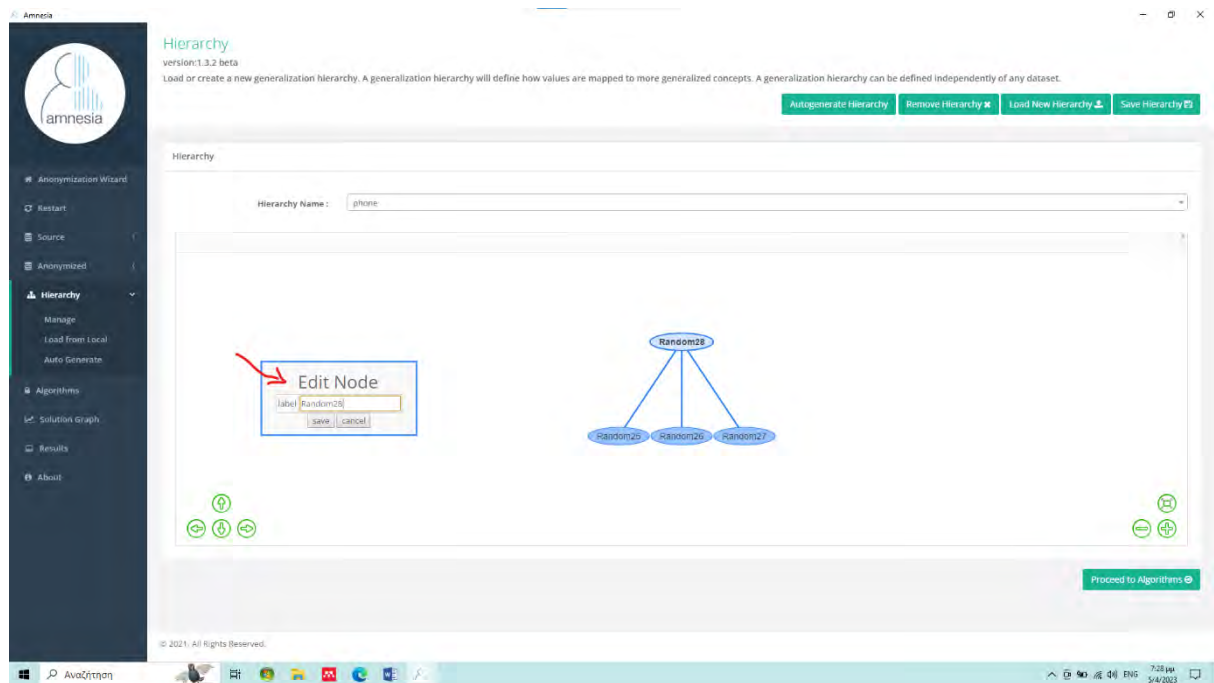 Amnesia
amnesia
Anonymization Wizard
Restart
Source
Anonymized
Hierarchy
Manage
Load from Local
Auto Generate
Algorithms
Solution Graph
Results
About
Hierarchy
version:1.3.2 beta
Load or create a new generalization hierarchy. A generalization hierarchy will define how values are mapped to more generalized concepts. A generalization hierarchy can be defined independently of any dataset.
Autogenerate Hierarchy Remove Hierarchy Load New Hierarchy Save Hierarchy
Hierarchy
Hierarchy Name : phone
Random28
Edit Node
label Random28
save cancel
Random25 Random26 Random27
Proceed to Algorithms
© 2021. All Rights Reserved.
Αναζήτηση
ENG
7:28 μμ
5/4/2023